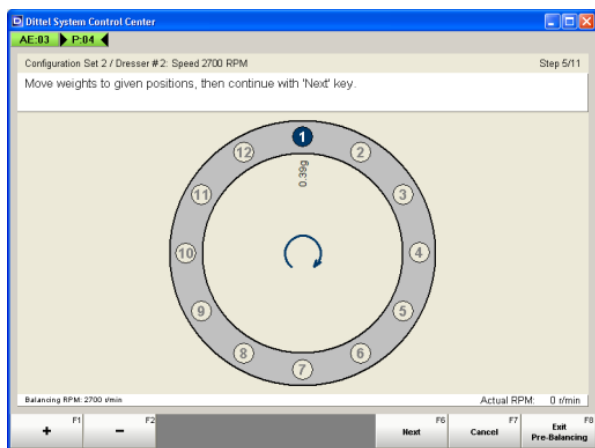 Dittel System Control Center
AE:03 P:04
Configuration Set 2 / Dresser #2: Speed 2700 RPM Step 5/11
Move weights to given positions, then continue with 'Next' key.
1
2
3
4
5
6
7
8
9
10
11
12
0.39g
Balancing RPM: 2700 r/min Actual RPM: 0 r/min
+ F1
− F2
Next F6
Cancel F7
Exit F8
Pre-Balancing